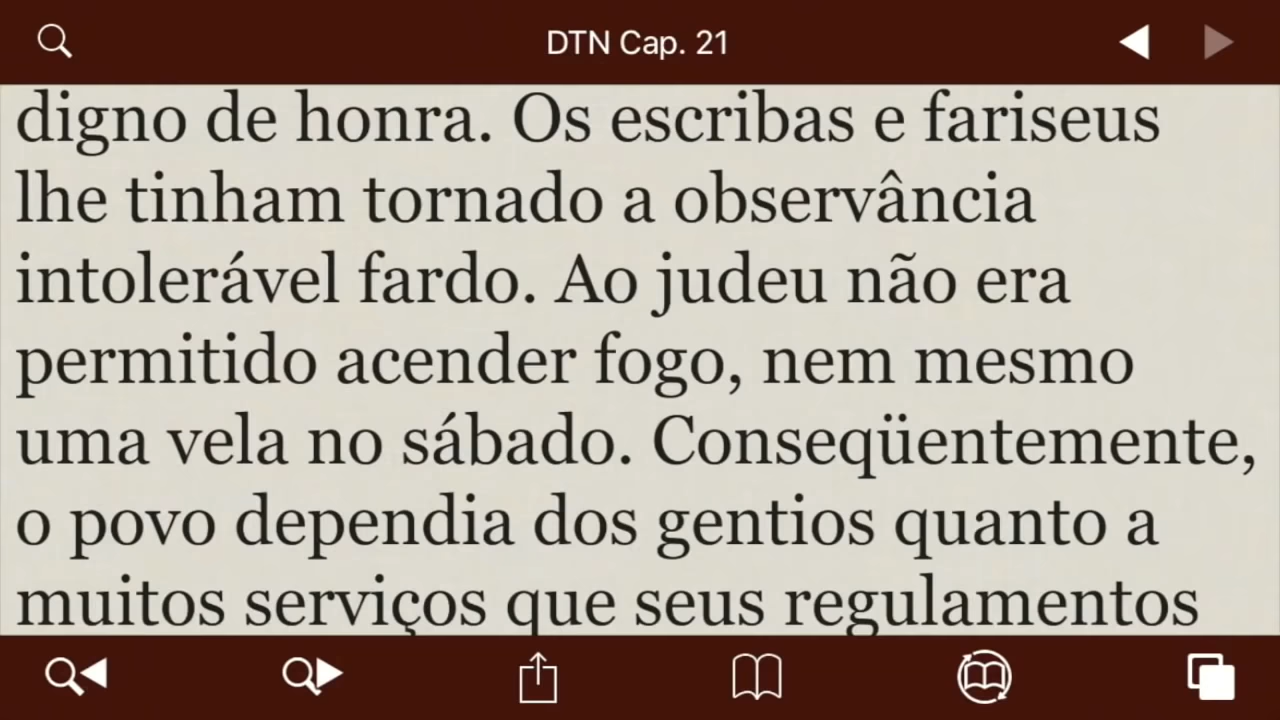 DTN Cap. 21
digno de honra. Os escribas e fariseus
lhe tinham tornado a observância
intolerável fardo. Ao judeu não era
permitido acender fogo, nem mesmo
uma vela no sábado. Conseqüentemente,
o povo dependia dos gentios quanto a
muitos serviços que seus regulamentos